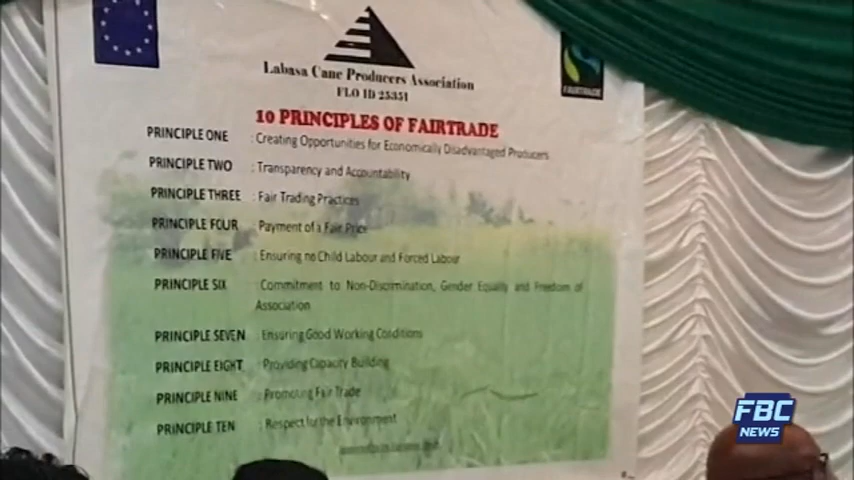 Labasa Cane Producers Association
FLO ID 25351
FAIRTRADE
10 PRINCIPLES OF FAIRTRADE
PRINCIPLE ONE : Creating Opportunities for Economically Disadvantaged Producers
PRINCIPLE TWO : Transparency and Accountability
PRINCIPLE THREE : Fair Trading Practices
PRINCIPLE FOUR : Payment of a Fair Price
PRINCIPLE FIVE : Ensuring no Child Labour and Forced Labour
PRINCIPLE SIX : Commitment to Non-Discrimination, Gender Equality and Freedom of
Association
PRINCIPLE SEVEN : Ensuring Good Working Conditions
PRINCIPLE EIGHT : Providing Capacity Building
PRINCIPLE NINE : Promoting Fair Trade
PRINCIPLE TEN : Respect for the Environment
FBC
NEWS